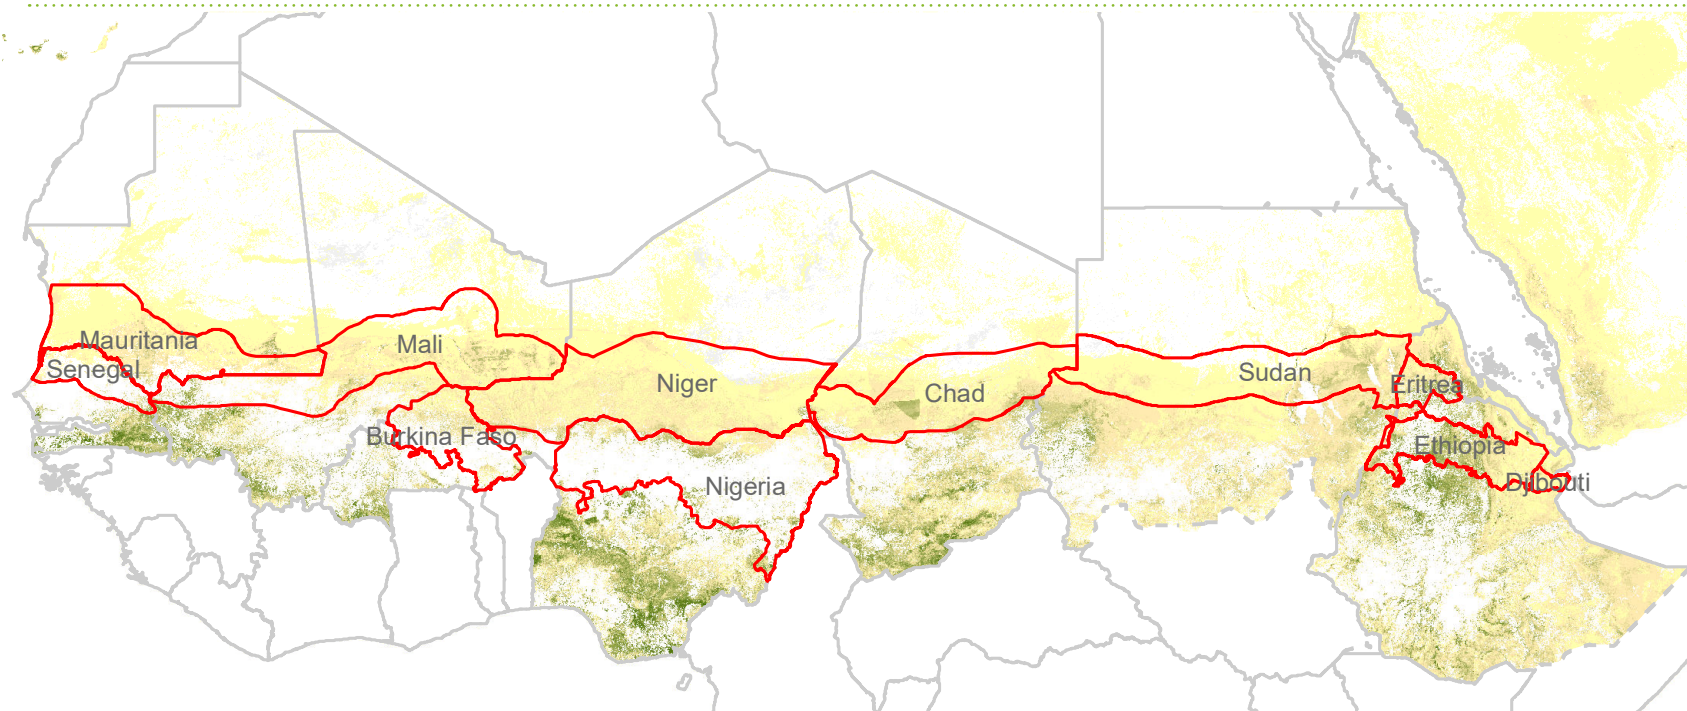 Mauritania
Senegal
Mali
Burkina Faso
Niger
Nigeria
Chad
Sudan
Eritrea
Ethiopia
Djibouti